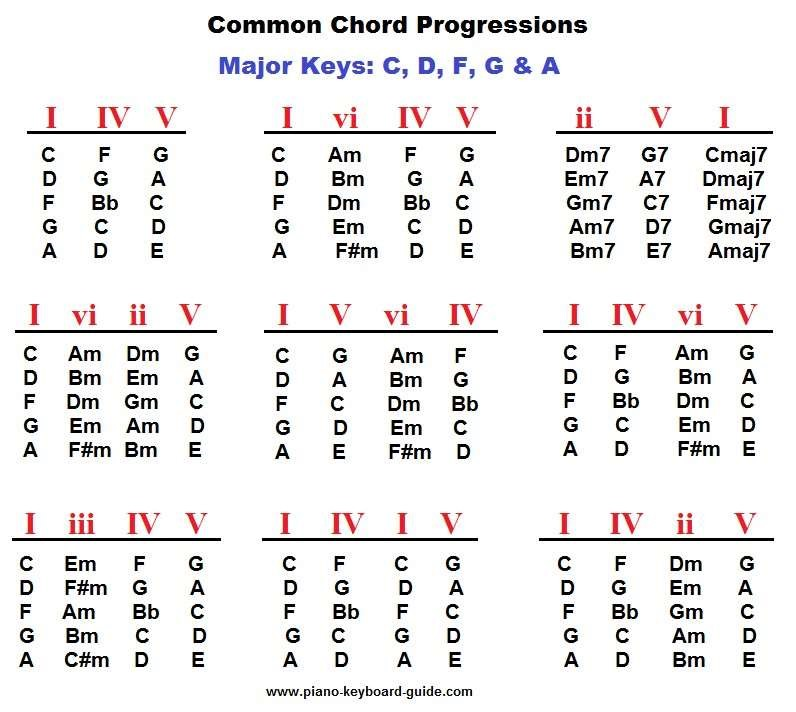 Common Chord Progressions
Major Keys: C, D, F, G & A
I IV V
C F G
D G A
F Bb C
G C D
A D E
I vi IV V
C Am F G
D Bm G A
F Dm Bb C
G Em C D
A F#m D E
ii V I
Dm7 G7 Cmaj7
Em7 A7 Dmaj7
Gm7 C7 Fmaj7
Am7 D7 Gmaj7
Bm7 E7 Amaj7
I vi ii V
C Am Dm G
D Bm Em A
F Dm Gm C
G Em Am D
A F#m Bm E
I V vi IV
C G Am F
D A Bm G
F C Dm Bb
G D Em C
A E F#m D
I IV vi V
C F Am G
D G Bm A
F Bb Dm C
G C Em D
A D F#m E
I iii IV V
C Em F G
D F#m G A
F Am Bb C
G Bm C D
A C#m D E
I IV I V
C F C G
D G D A
F Bb F C
G C G D
A D A E
I IV ii V
C F Dm G
D G Em A
F Bb Gm C
G C Am D
A D Bm E
www.piano-keyboard-guide.com